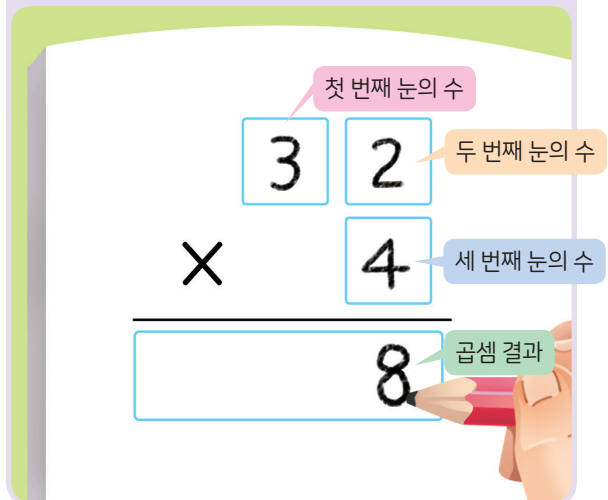 첫 번째 눈의 수
3 2
두 번째 눈의 수
× 4
세 번째 눈의 수
곱셈 결과
8